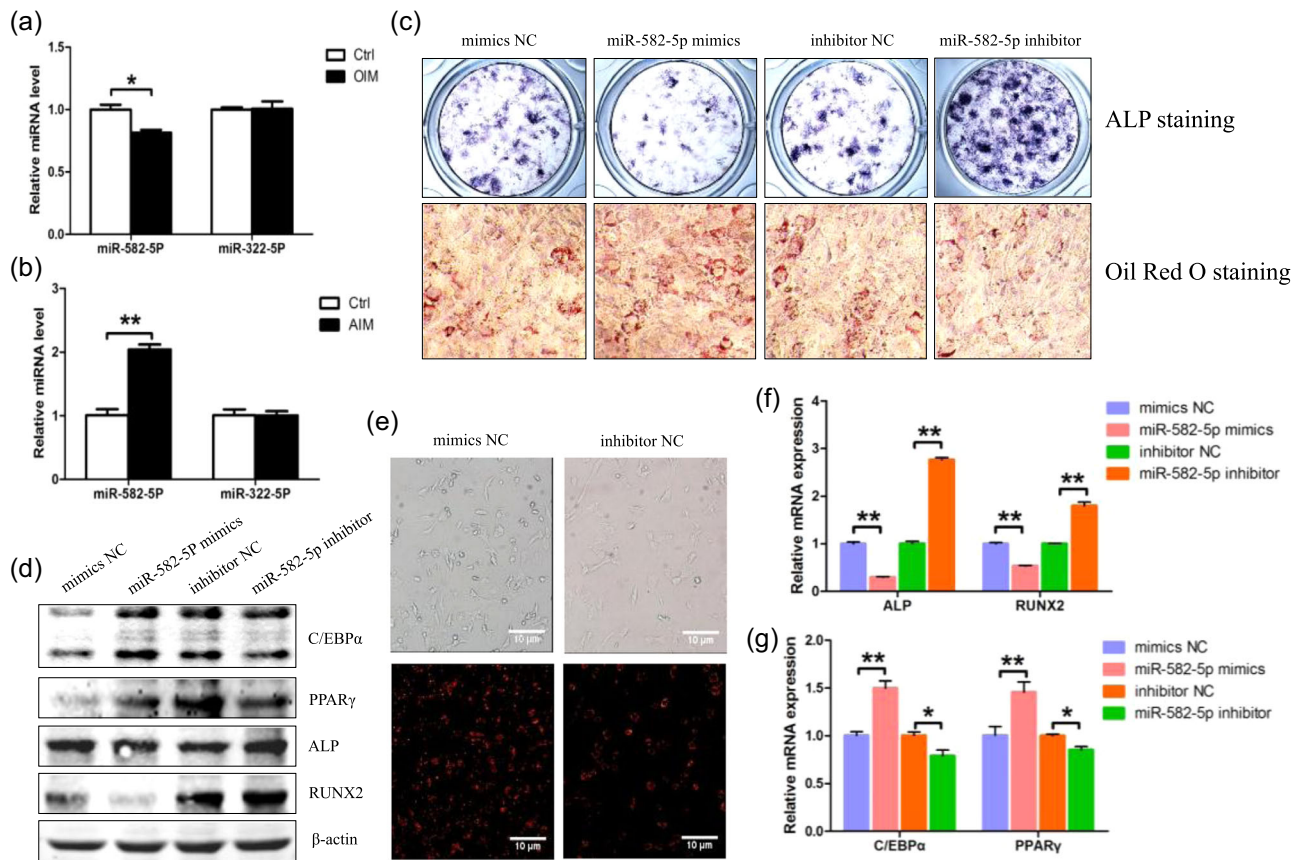 (a)
Relative miRNA level
1.5
1.0
0.5
0.0
*
Ctrl
OIM
miR-582-5P
miR-322-5P
(b)
Relative miRNA level
3
2
1
0
**
Ctrl
AIM
miR-582-5P
miR-322-5P
(c)
mimics NC
miR-582-5p mimics
inhibitor NC
miR-582-5p inhibitor
ALP staining
Oil Red O staining
(d)
mimics NC
miR-582-5P mimics
inhibitor NC
miR-582-5p inhibitor
C/EBPα
PPARγ
ALP
RUNX2
β-actin
(e)
mimics NC
inhibitor NC
10 μm
10 μm
10 μm
10 μm
(f)
Relative mRNA expression
4
3
2
1
0
**
**
**
**
ALP
RUNX2
mimics NC
miR-582-5p mimics
inhibitor NC
miR-582-5p inhibitor
(g)
Relative mRNA expression
2.0
1.5
1.0
0.5
0.0
**
*
**
*
C/EBPα
PPARγ
mimics NC
miR-582-5p mimics
inhibitor NC
miR-582-5p inhibitor